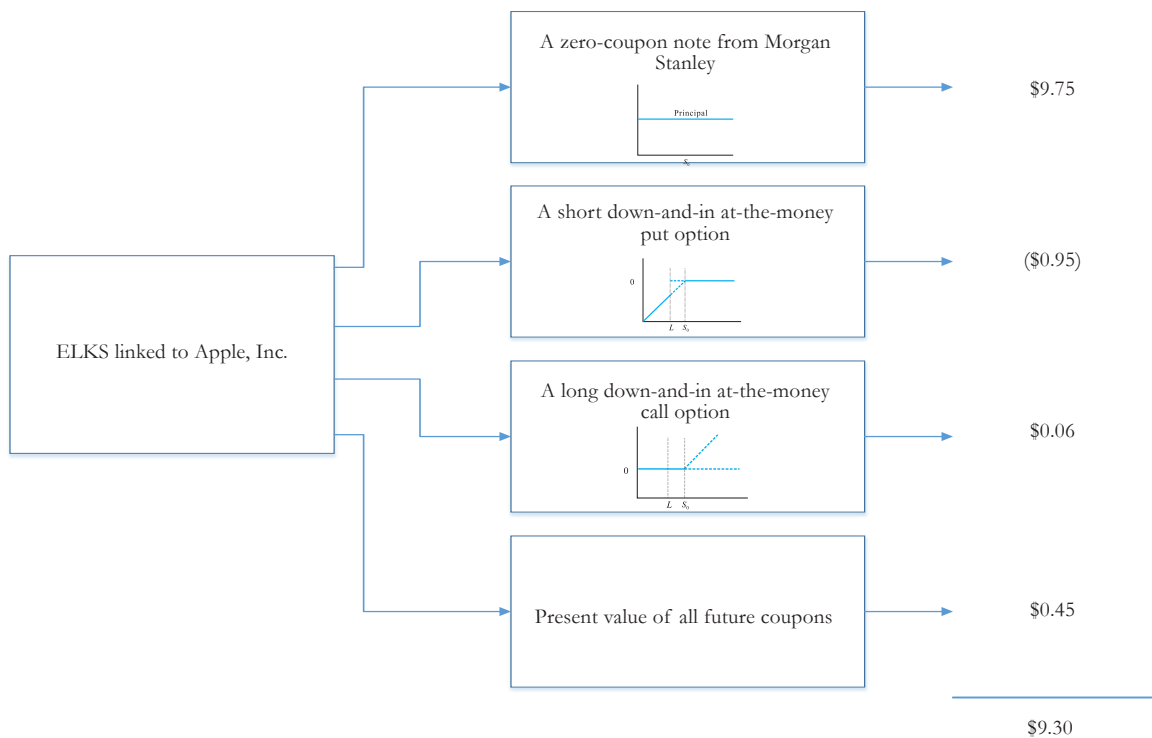 A zero-coupon note from Morgan
Stanley
Principal
S₀
$9.75
A short down-and-in at-the-money
put option
0
L S₀
($0.95)
ELKS linked to Apple, Inc.
A long down-and-in at-the-money
call option
0
L S₀
$0.06
Present value of all future coupons
$0.45
$9.30